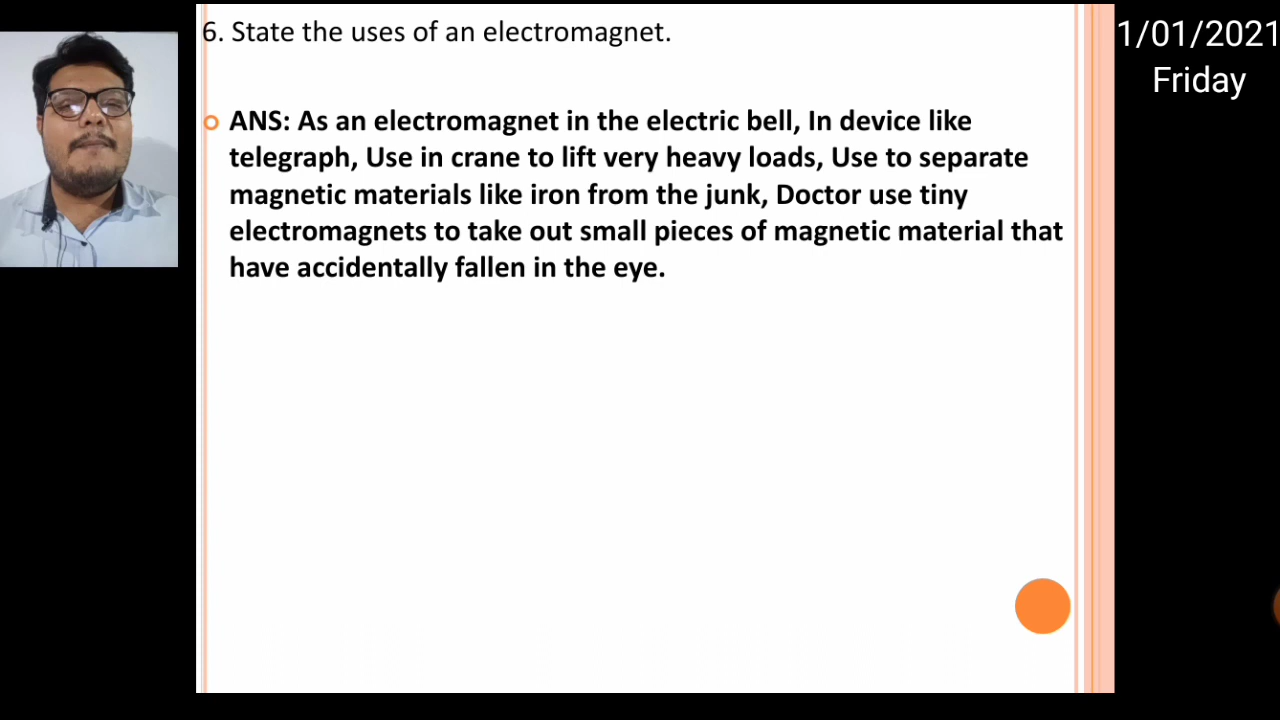 6. State the uses of an electromagnet.
ANS: As an electromagnet in the electric bell, In device like
telegraph, Use in crane to lift very heavy loads, Use to separate
magnetic materials like iron from the junk, Doctor use tiny
electromagnets to take out small pieces of magnetic material that
have accidentally fallen in the eye.
1/01/2021
Friday